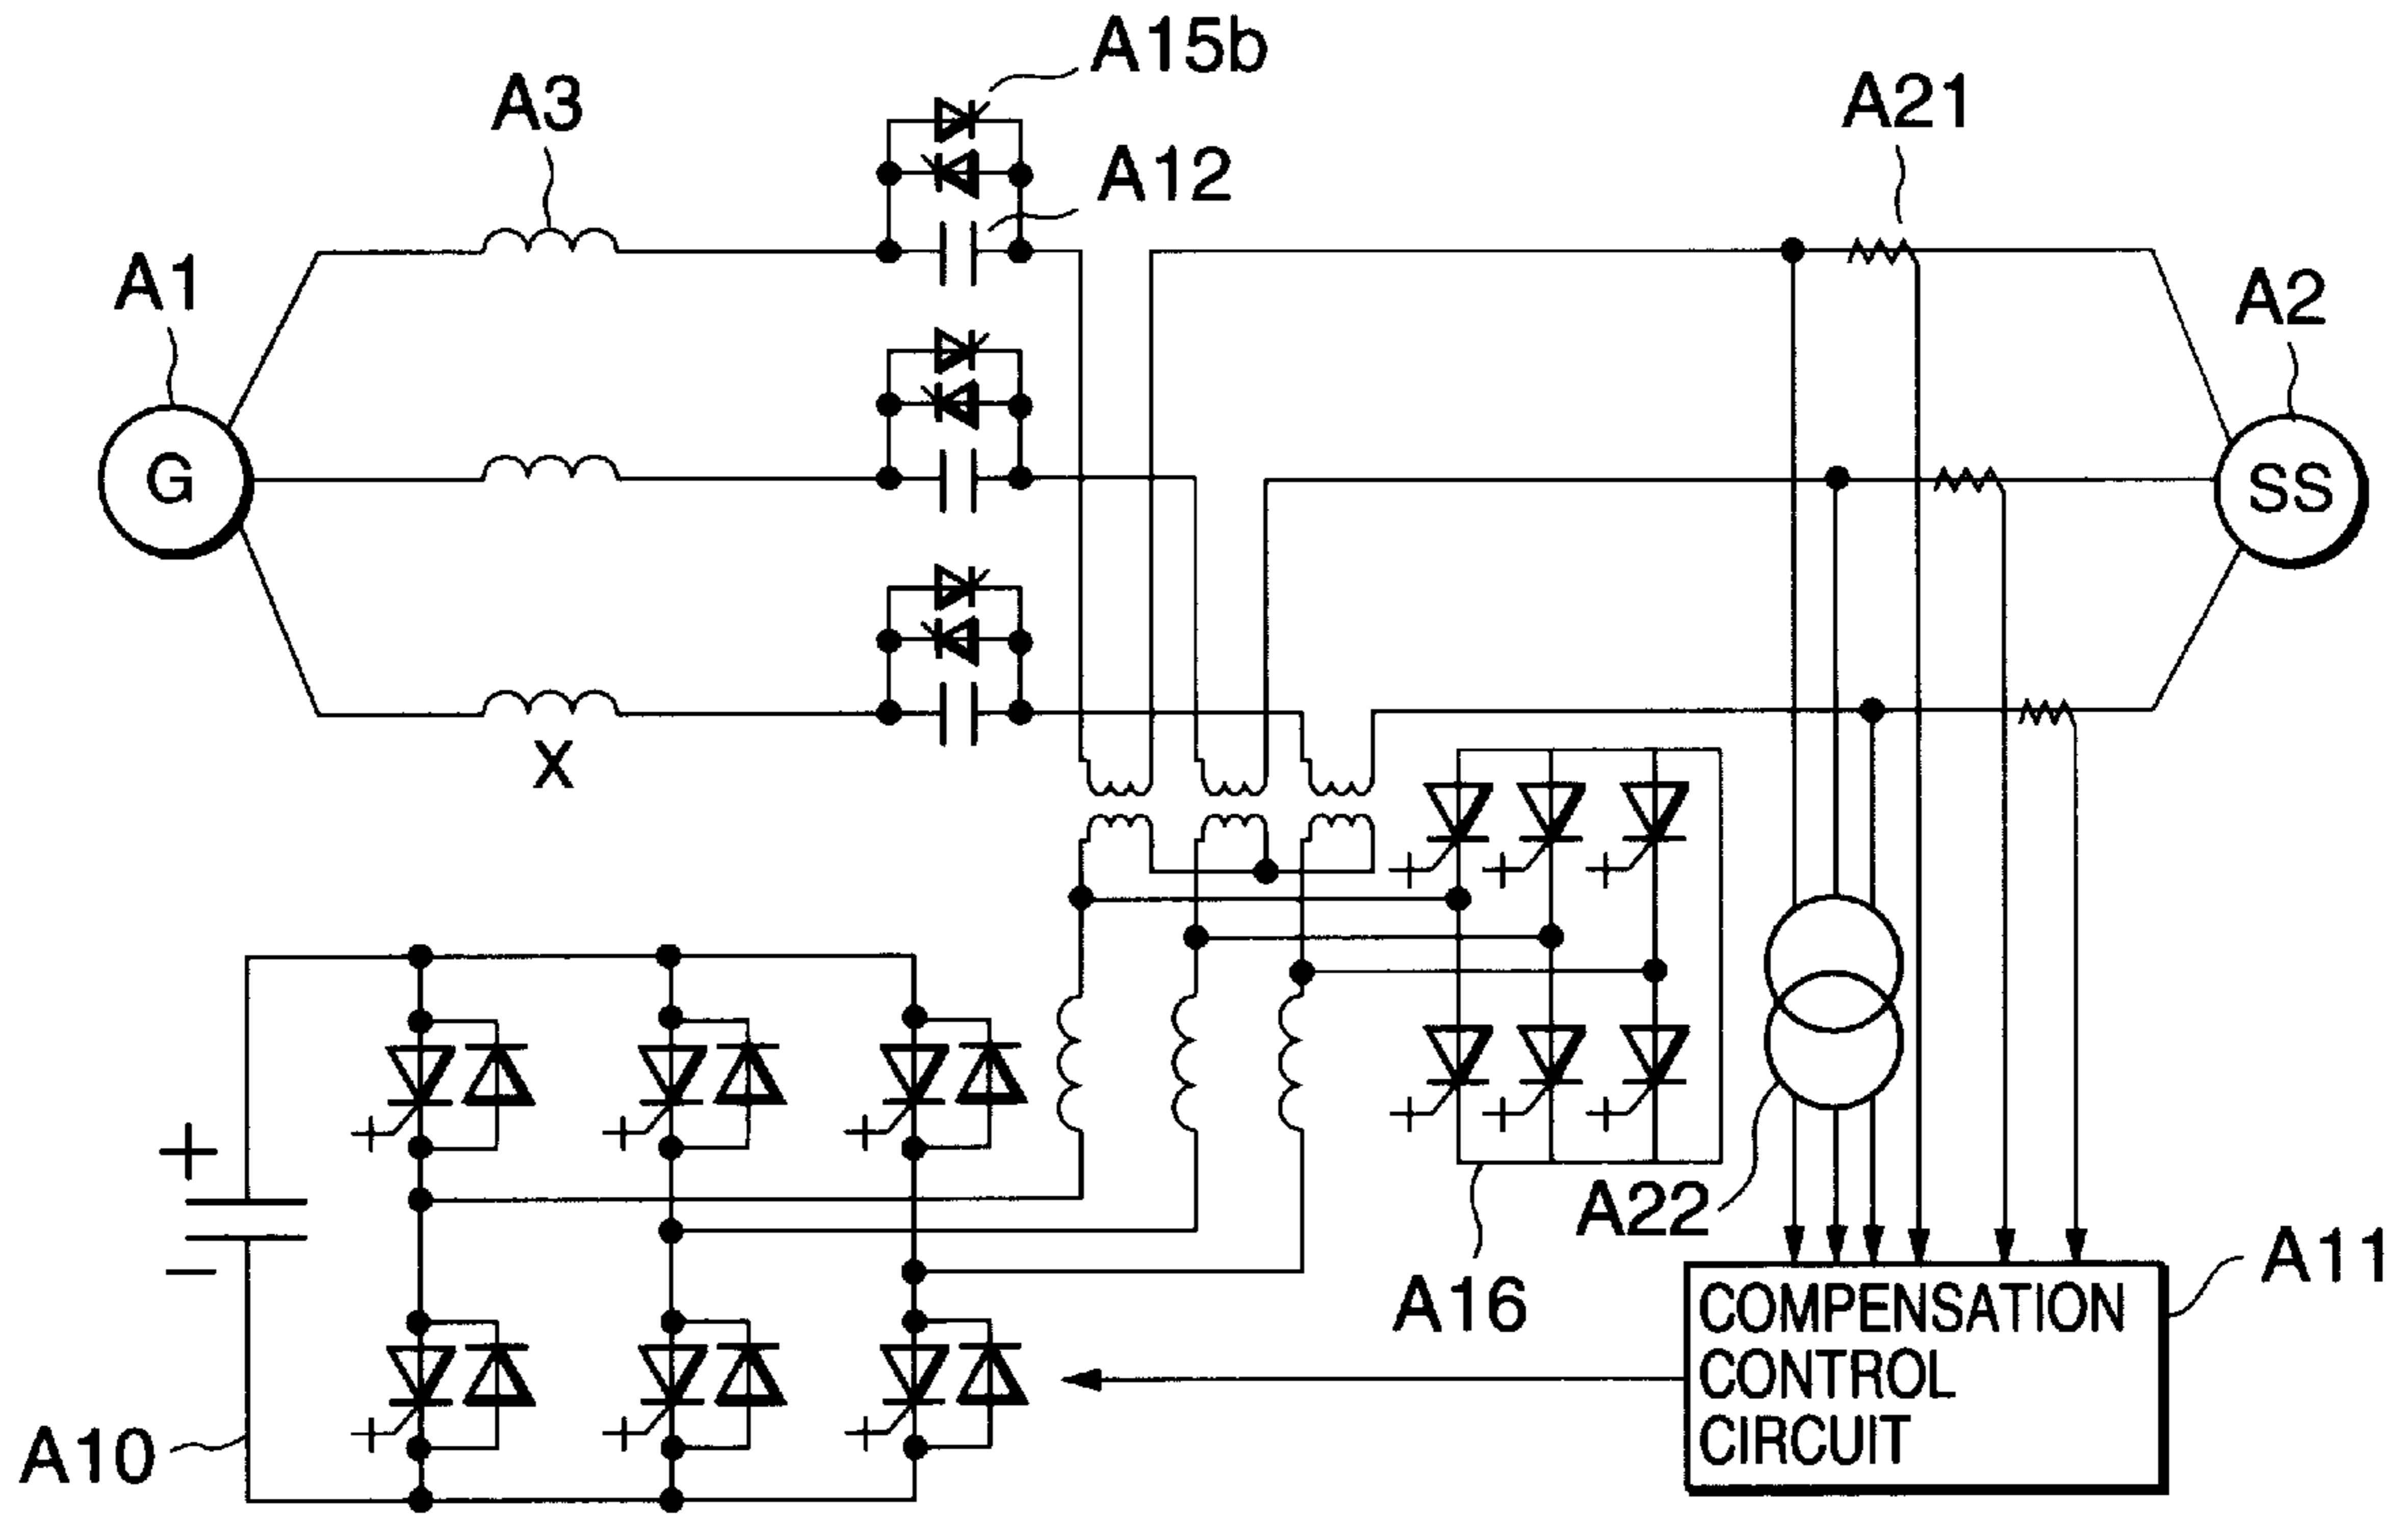 A15b
A3
A21
A12
A1
A2
G
SS
X
+
−
A22
A16
A11
COMPENSATION
CONTROL
CIRCUIT
A10